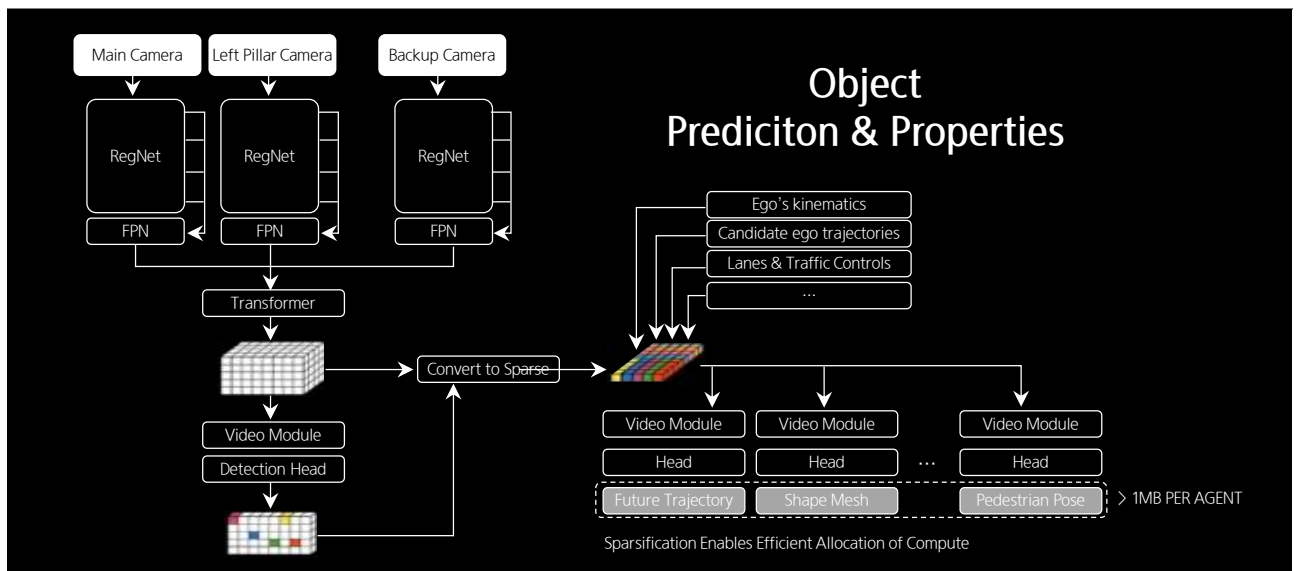 Main Camera
Left Pillar Camera
Backup Camera
Object
Prediciton & Properties
RegNet
RegNet
RegNet
FPN
FPN
FPN
Ego's kinematics
Candidate ego trajectories
Lanes & Traffic Controls
...
Transformer
Convert to Sparse
Video Module
Detection Head
Video Module
Video Module
Video Module
Head
Head
...
Head
Future Trajectory
Shape Mesh
Pedestrian Pose
> 1MB PER AGENT
Sparsification Enables Efficient Allocation of Compute